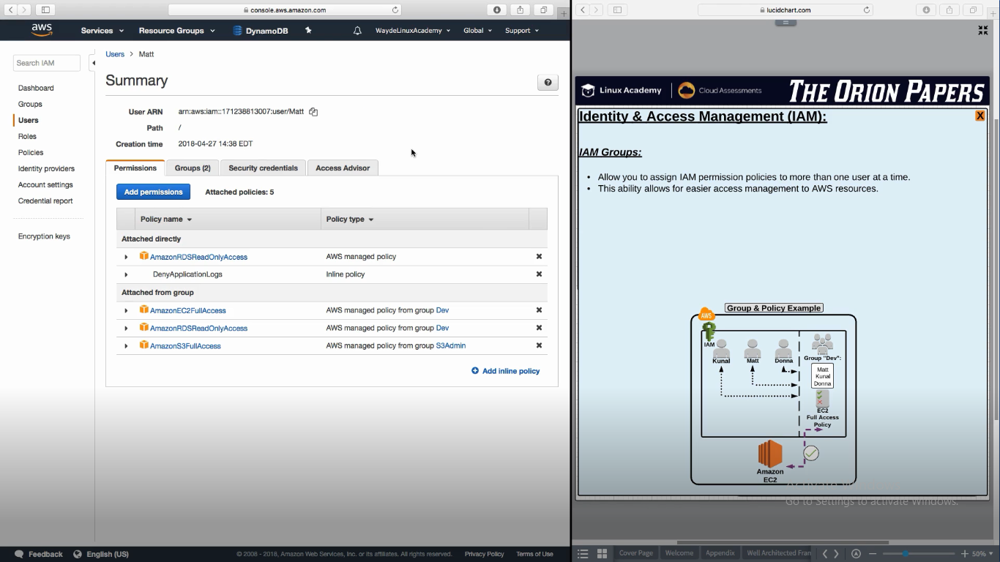 console.aws.amazon.com
aws
Services
Resource Groups
DynamoDB
WaydeLinuxAcademy
Global
Support
Search IAM
Dashboard
Groups
Users
Roles
Policies
Identity providers
Account settings
Credential report
Encryption keys
Users > Matt
Summary
User ARN arn:aws:iam::171238813007:user/Matt
Path /
Creation time 2018-04-27 14:38 EDT
Permissions
Groups (2)
Security credentials
Access Advisor
Add permissions
Attached policies: 5
Policy name
Policy type
Attached directly
AmazonRDSReadOnlyAccess AWS managed policy
DenyApplicationLogs Inline policy
Attached from group
AmazonEC2FullAccess AWS managed policy from group Dev
AmazonRDSReadOnlyAccess AWS managed policy from group Dev
AmazonS3FullAccess AWS managed policy from group S3Admin
Add inline policy
Feedback
English (US)
© 2008 - 2018, Amazon Web Services, Inc. or its affiliates. All rights reserved.
Privacy Policy
Terms of Use
lucidchart.com
Linux Academy
Cloud Assessments
THE ORION PAPERS
Identity & Access Management (IAM):
X
IAM Groups:
• Allow you to assign IAM permission policies to more than one user at a time.
• This ability allows for easier access management to AWS resources.
Group & Policy Example
AWS
IAM
Kunal
Matt
Donna
Group "Dev":
Matt
Kunal
Donna
EC2
Full Access
Policy
Amazon
EC2
Go to Settings to activate Windows.
Cover Page
Welcome
Appendix
Well Architected Fran
50%